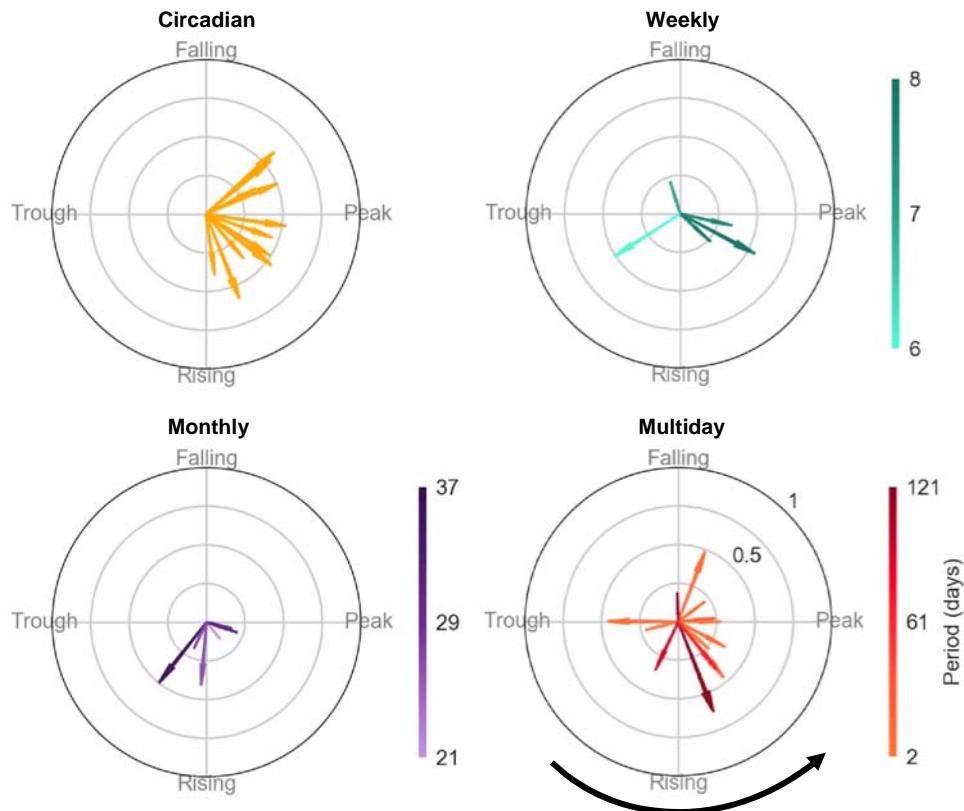 Circadian
Falling
Trough
Peak
Rising
Weekly
Falling
Trough
Peak
Rising
8
7
6
Monthly
Falling
Trough
Peak
Rising
37
29
21
Multiday
Falling
1
0.5
Trough
Peak
Rising
121
61
2
Period (days)